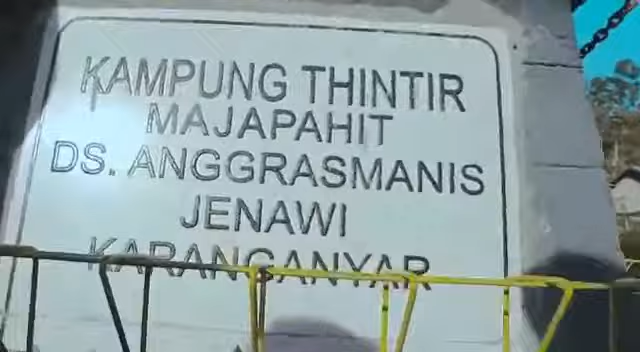 KAMPUNG THINTIR
MAJAPAHIT
DS. ANGGRASMANIS
JENAWI
KARANGANYAR